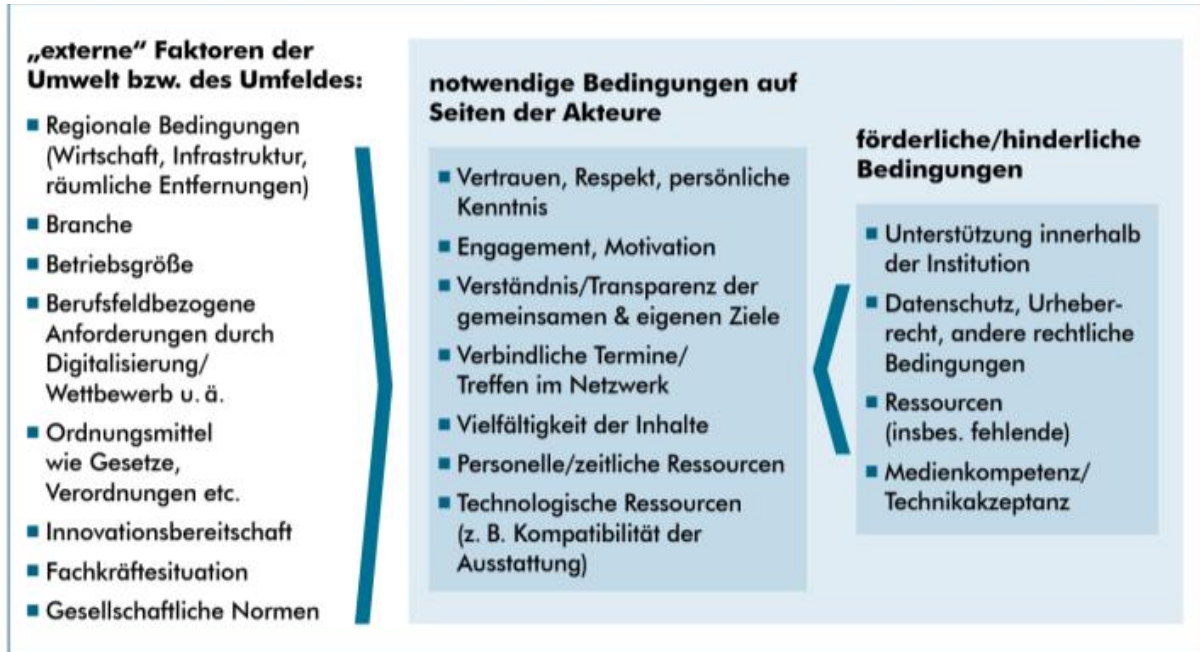 „externe“ Faktoren der
Umwelt bzw. des Umfeldes:
Regionale Bedingungen
(Wirtschaft, Infrastruktur,
räumliche Entfernungen)
Branche
Betriebsgröße
Berufsfeldbezogene
Anforderungen durch
Digitalisierung/
Wettbewerb u. ä.
Ordnungsmittel
wie Gesetze,
Verordnungen etc.
Innovationsbereitschaft
Fachkräftesituation
Gesellschaftliche Normen
notwendige Bedingungen auf
Seiten der Akteure
Vertrauen, Respekt, persönliche
Kenntnis
Engagement, Motivation
Verständnis/Transparenz der
gemeinsamen & eigenen Ziele
Verbindliche Termine/
Treffen im Netzwerk
Vielfältigkeit der Inhalte
Personelle/zeitliche Ressourcen
Technologische Ressourcen
(z. B. Kompatibilität der
Ausstattung)
förderliche/hinderliche
Bedingungen
Unterstützung innerhalb
der Institution
Datenschutz, Urheber-
recht, andere rechtliche
Bedingungen
Ressourcen
(insbes. fehlende)
Medienkompetenz/
Technikakzeptanz